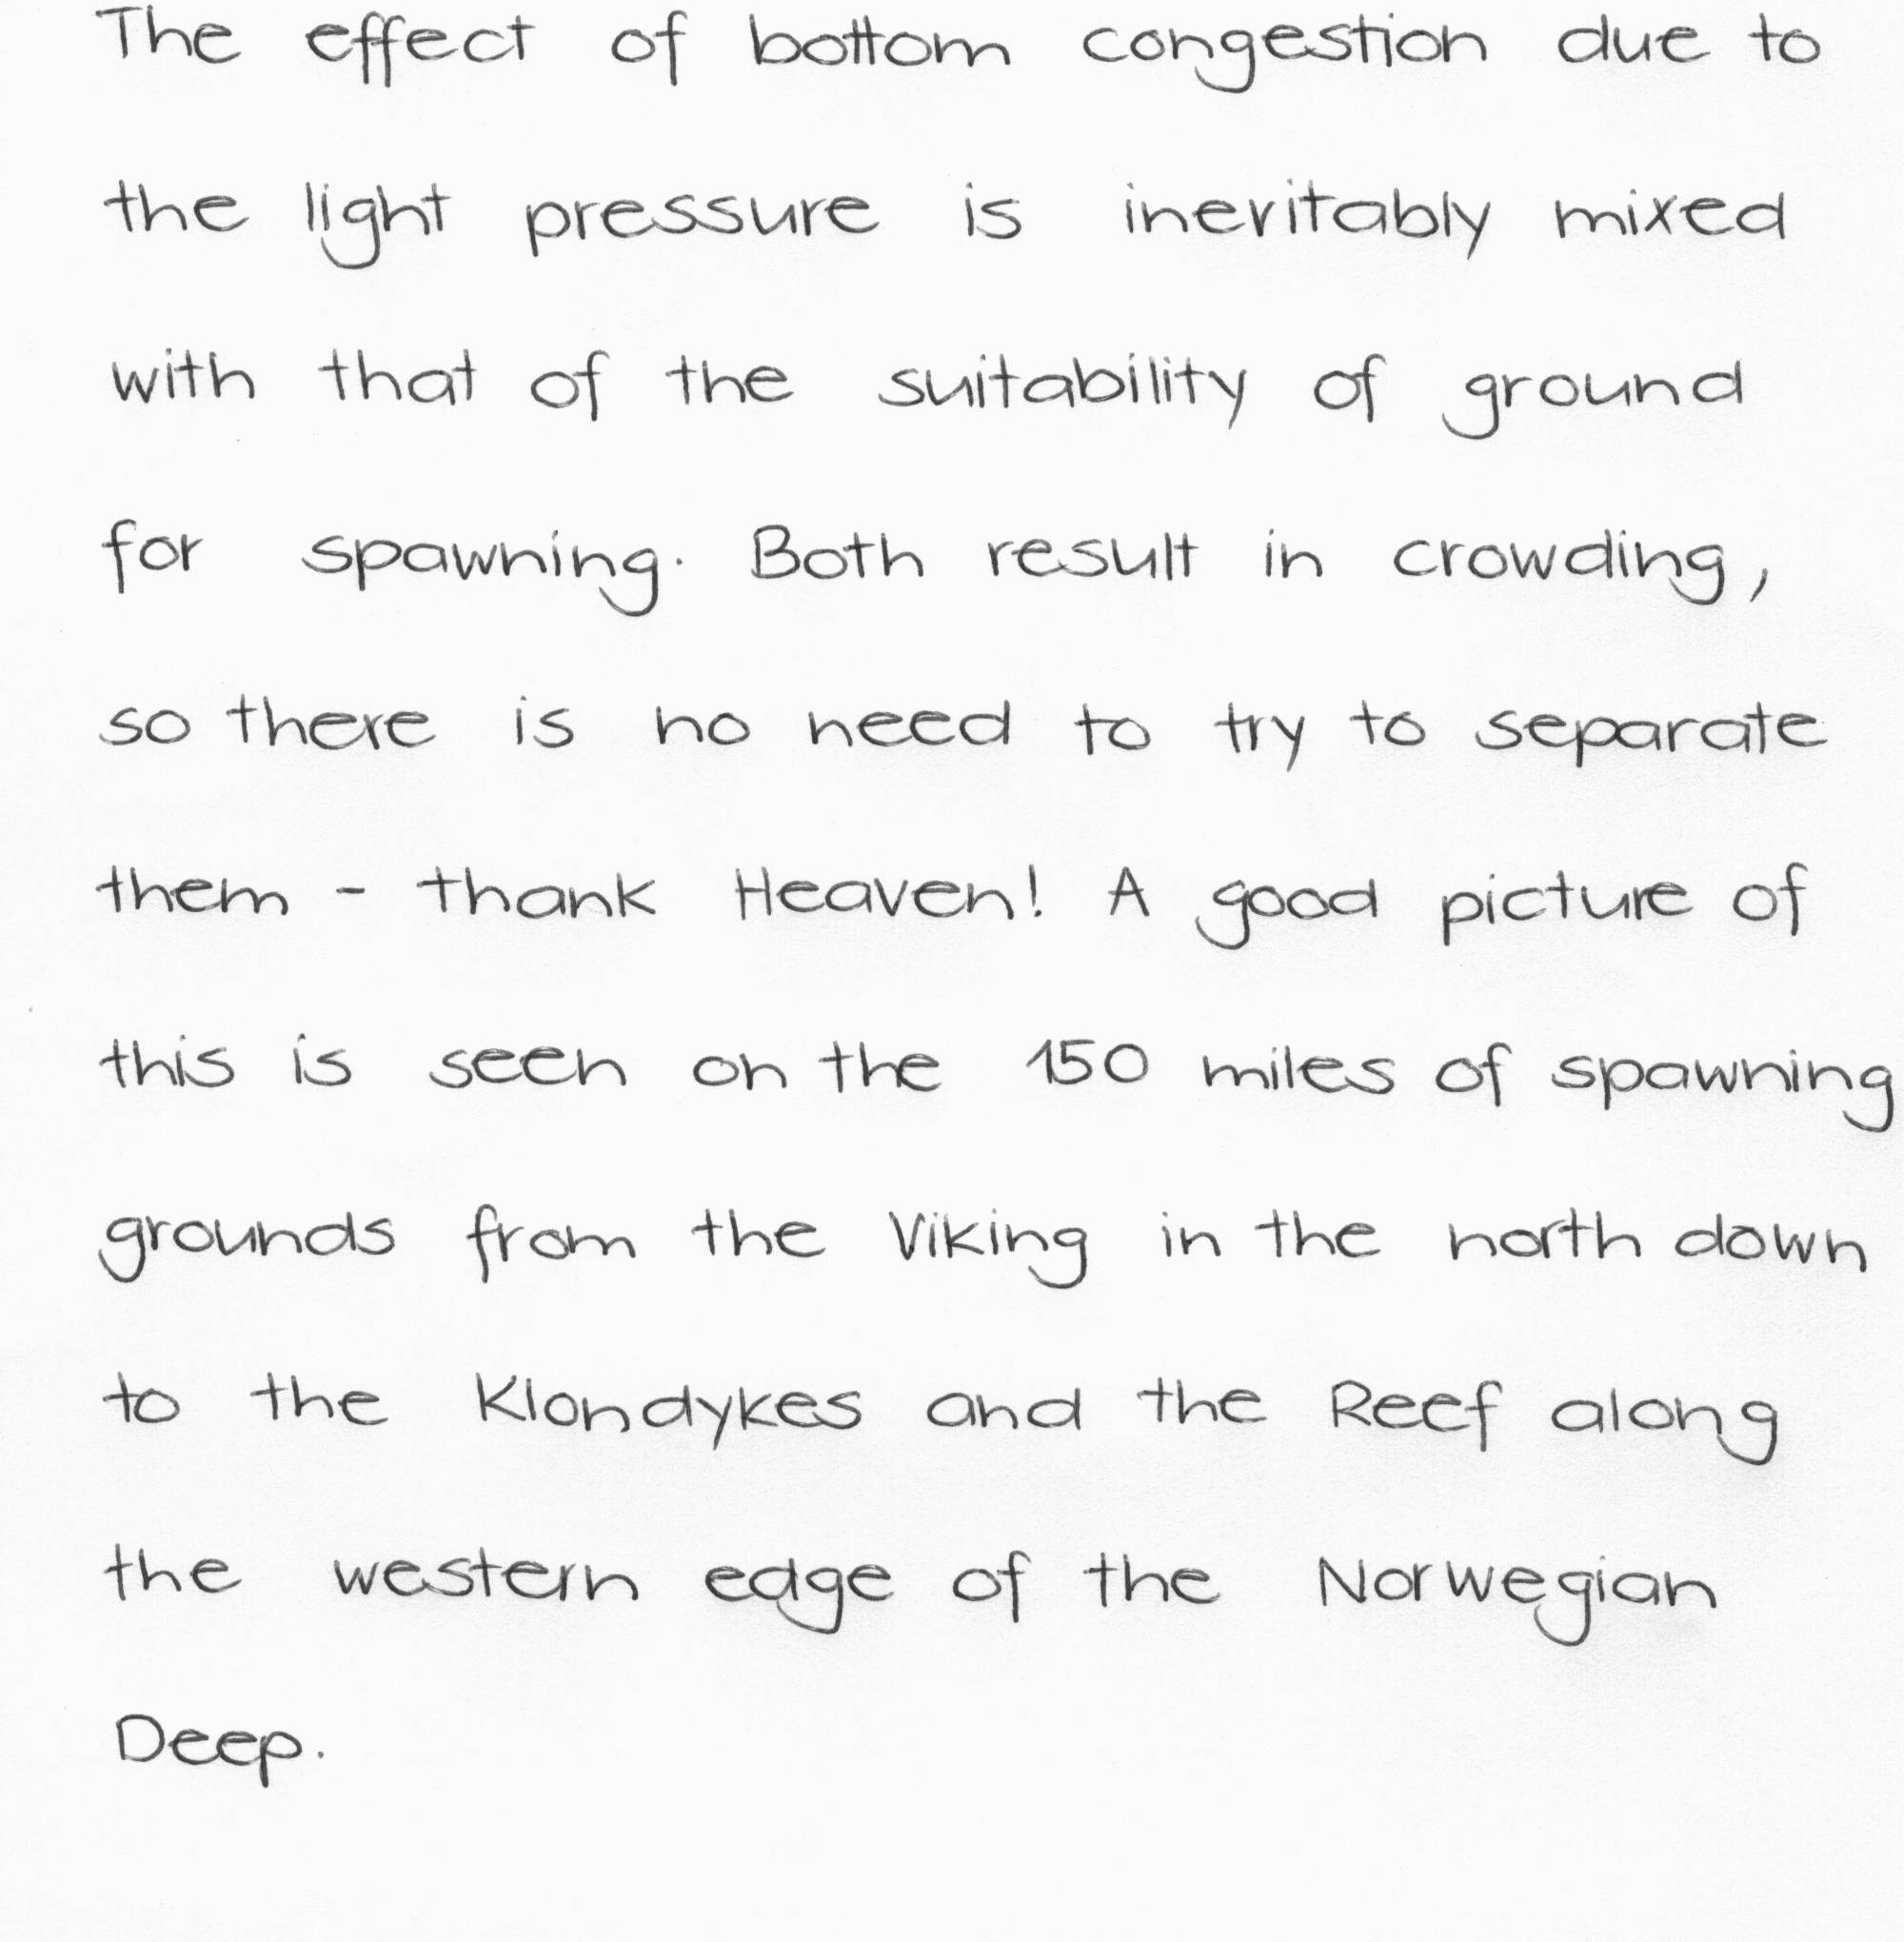 The effect of bottom congestion due to
the light pressure is inevitably mixed
with that of the suitability of ground
for spawning. Both result in crowding,
so there is no need to try to separate
them - thank Heaven! A good picture of
this is seen on the 150 miles of spawning
grounds from the Viking in the north down
to the Klondykes and the Reef along
the western edge of the Norwegian
Deep.